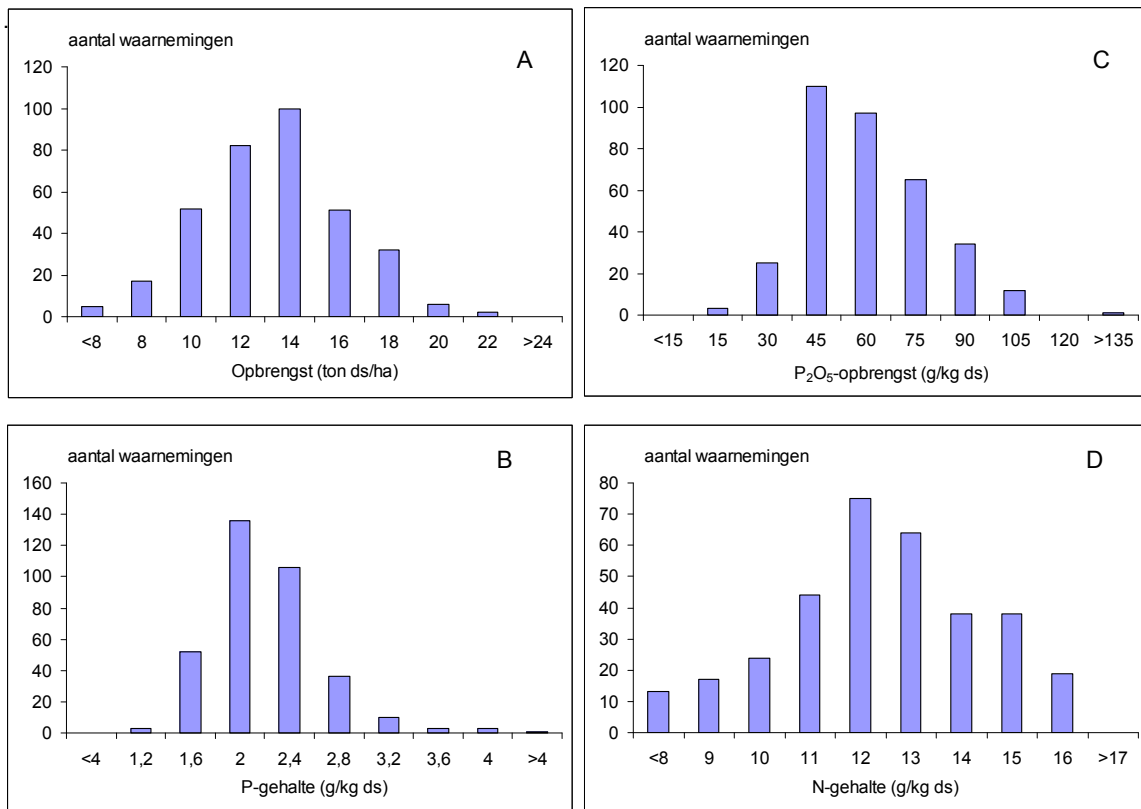 aantal waarnemingen
A
120
100
80
60
40
20
0
<8 8 10 12 14 16 18 20 22 >24
Opbrengst (ton ds/ha)
aantal waarnemingen
C
120
100
80
60
40
20
0
<15 15 30 45 60 75 90 105 120 >135
P₂O₅-opbrengst (g/kg ds)
aantal waarnemingen
B
160
140
120
100
80
60
40
20
0
<4 1,2 1,6 2 2,4 2,8 3,2 3,6 4 >4
P-gehalte (g/kg ds)
aantal waarnemingen
D
80
70
60
50
40
30
20
10
0
<8 9 10 11 12 13 14 15 16 >17
N-gehalte (g/kg ds)